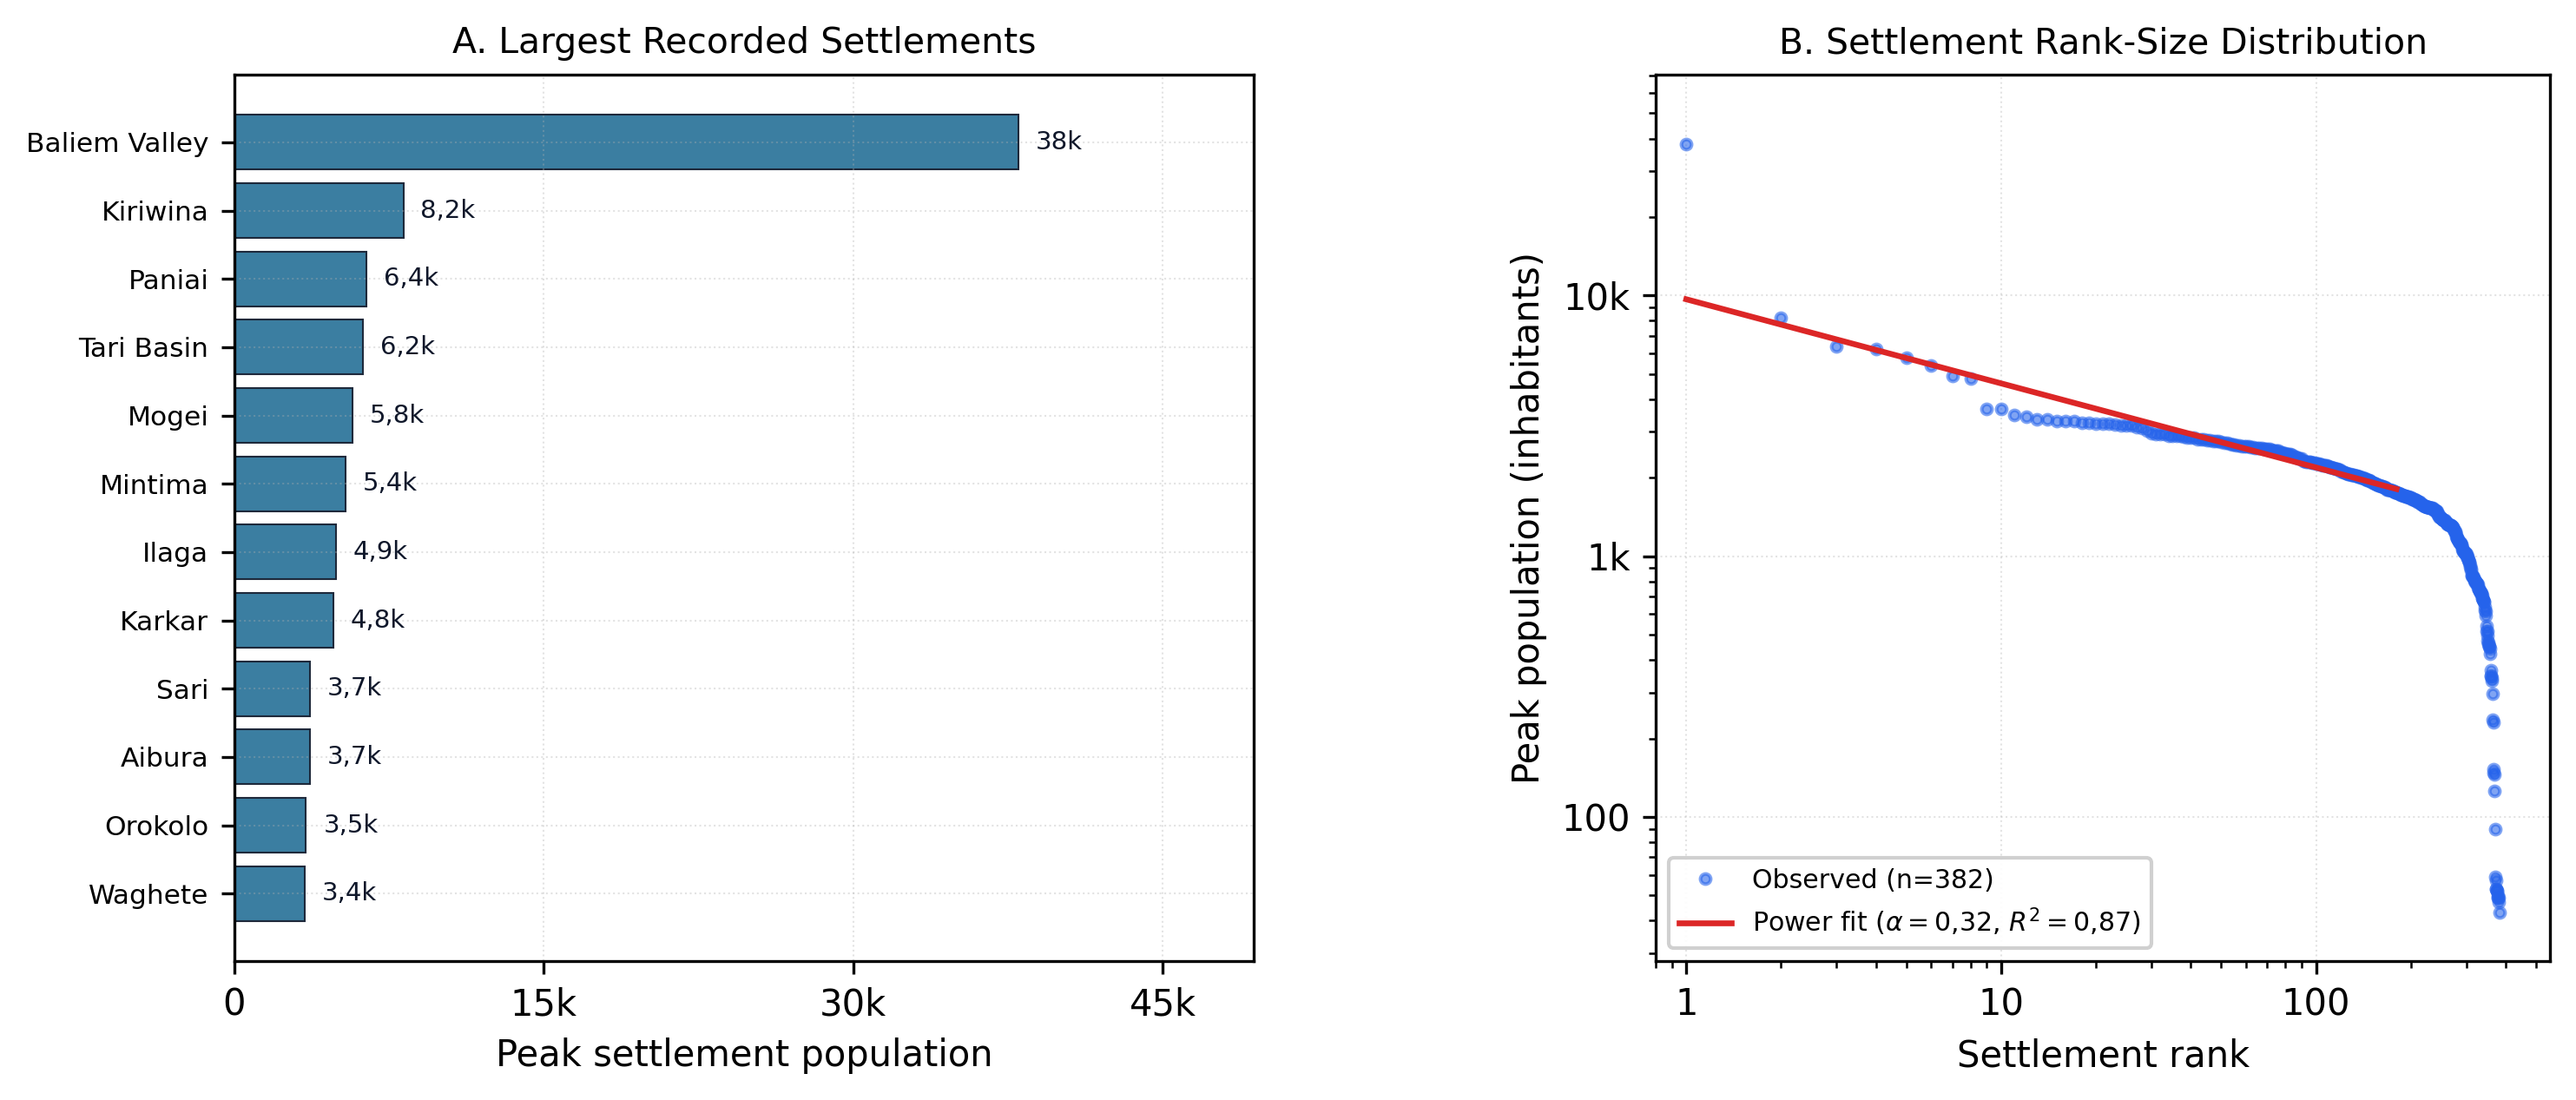 A. Largest Recorded Settlements
Baliem Valley
38k
Kiriwina
8,2k
Paniai
6,4k
Tari Basin
6,2k
Mogei
5,8k
Mintima
5,4k
Ilaga
4,9k
Karkar
4,8k
Sari
3,7k
Aibura
3,7k
Orokolo
3,5k
Waghete
3,4k
0
15k
30k
45k
Peak settlement population
B. Settlement Rank-Size Distribution
Peak population (inhabitants)
10k
1k
100
Observed (n=382)
Power fit (α = 0,32, R² = 0,87)
1
10
100
Settlement rank